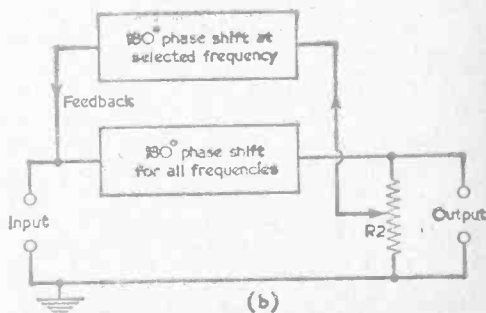 180° phase shift at
selected frequency
Feedback
180° phase shift
for all frequencies
Input
R2
Output
(b)